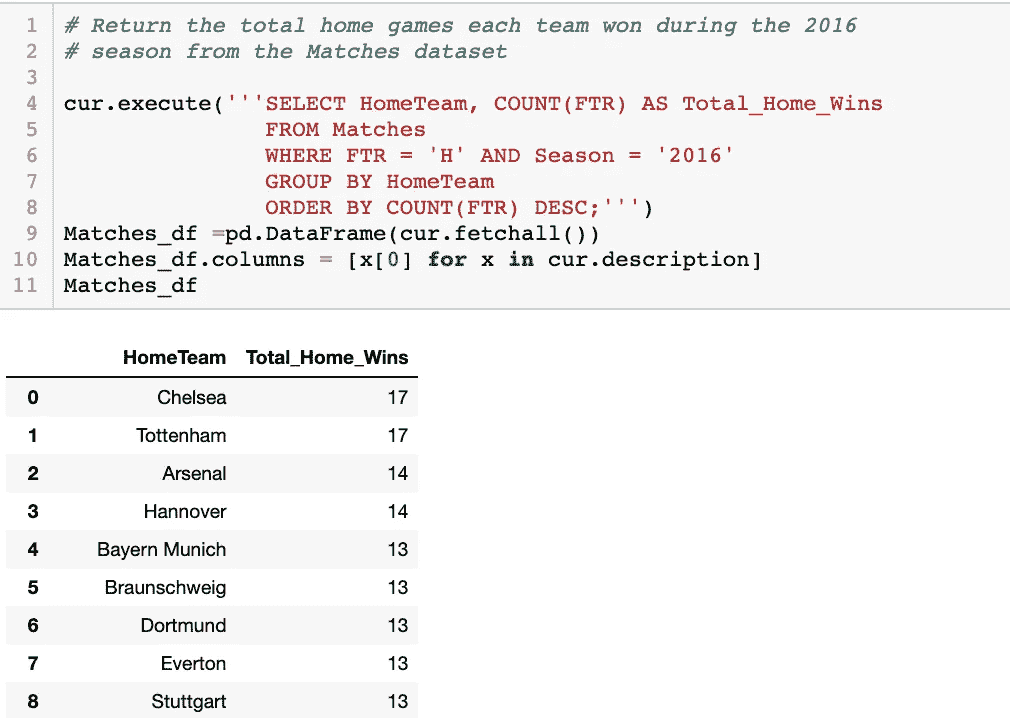 1 # Return the total home games each team won during the 2016
2 # season from the Matches dataset
3
4 cur.execute('''SELECT HomeTeam, COUNT(FTR) AS Total_Home_Wins
5 FROM Matches
6 WHERE FTR = 'H' AND Season = '2016'
7 GROUP BY HomeTeam
8 ORDER BY COUNT(FTR) DESC;''')
9 Matches_df =pd.DataFrame(cur.fetchall())
10 Matches_df.columns = [x[0] for x in cur.description]
11 Matches_df
HomeTeam Total_Home_Wins
0 Chelsea 17
1 Tottenham 17
2 Arsenal 14
3 Hannover 14
4 Bayern Munich 13
5 Braunschweig 13
6 Dortmund 13
7 Everton 13
8 Stuttgart 13